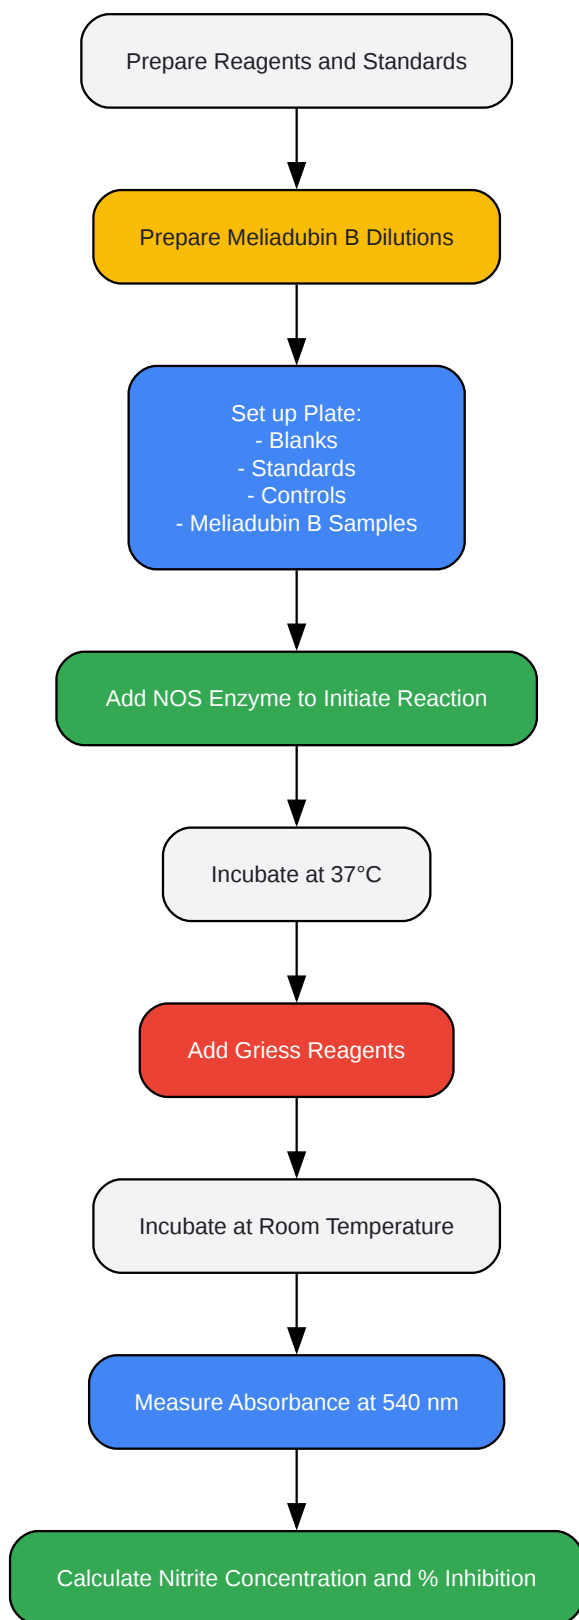 Prepare Reagents and Standards
Prepare Meliadubin B Dilutions
Set up Plate:
- Blanks
- Standards
- Controls
- Meliadubin B Samples
Add NOS Enzyme to Initiate Reaction
Incubate at 37°C
Add Griess Reagents
Incubate at Room Temperature
Measure Absorbance at 540 nm
Calculate Nitrite Concentration and % Inhibition